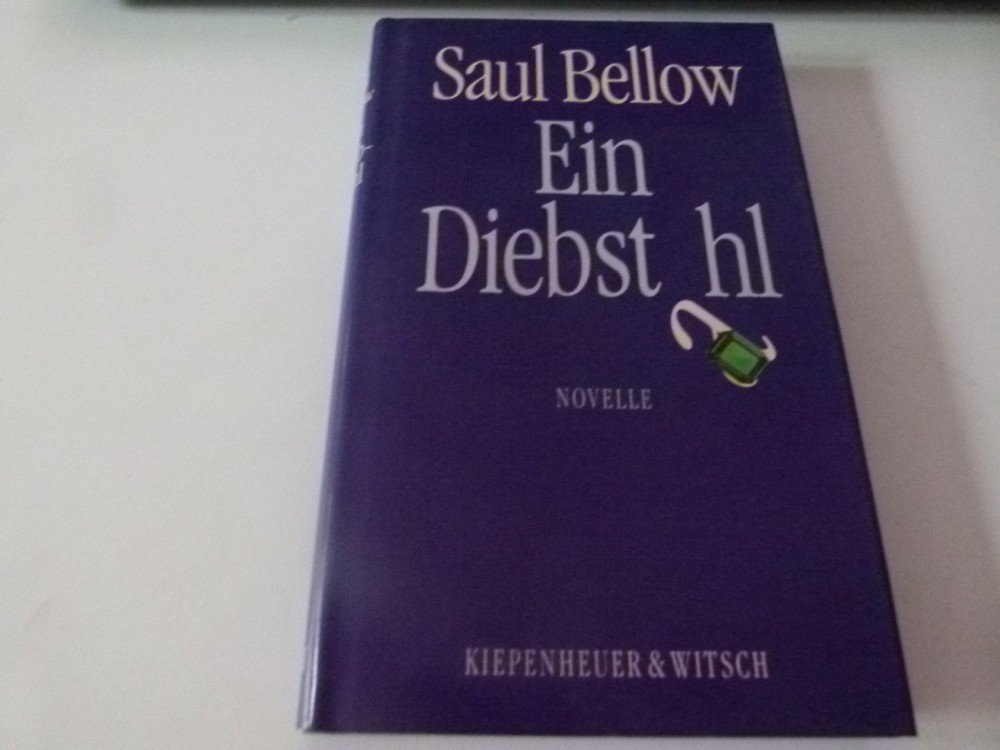 Saul Bellow
Ein
Diebst hl
NOVELLE
KIEPENHEUER & WITSCH